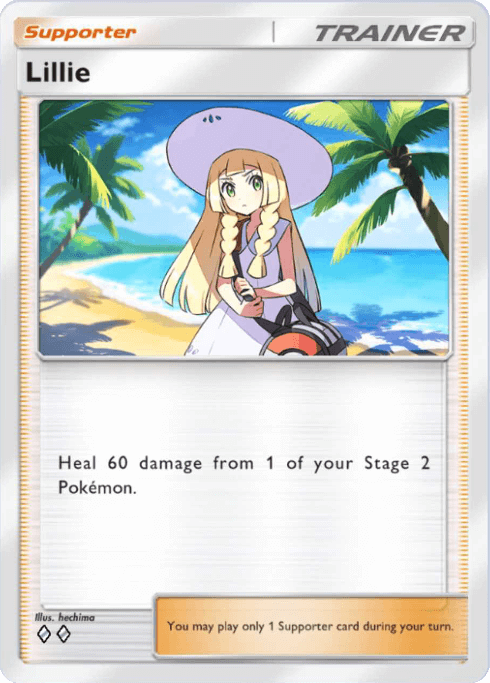 Supporter
TRAINER
Lillie
Heal 60 damage from 1 of your Stage 2
Pokémon.
Illus. hechima
You may play only 1 Supporter card during your turn.